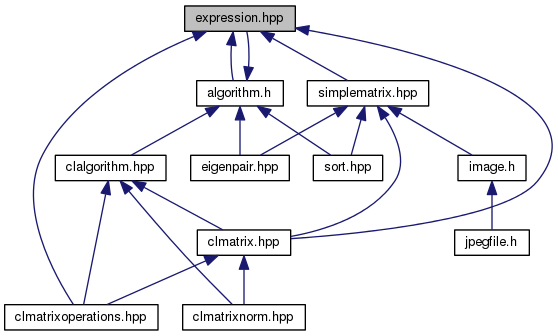 expression.hpp
algorithm.h
simplematrix.hpp
clalgorithm.hpp
eigenpair.hpp
sort.hpp
image.h
clmatrix.hpp
jpegfile.h
clmatrixoperations.hpp
clmatrixnorm.hpp